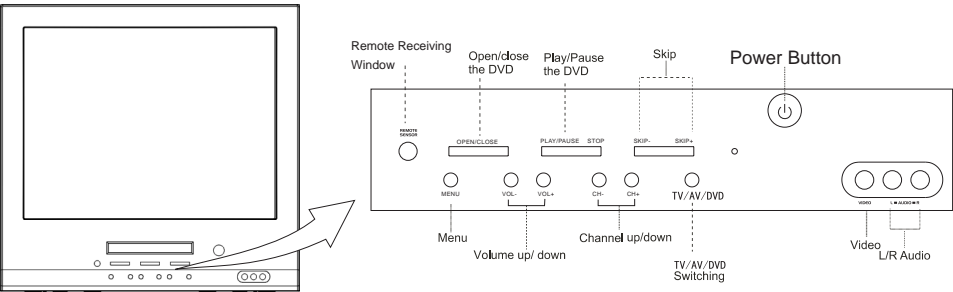 Remote Receiving
Window
Open/close
the DVD
Play/Pause
the DVD
Skip
Power Button
REMOTE
SENSOR
OPEN/CLOSE
PLAY/PAUSE STOP
SKIP- SKIP+
MENU
VOL- VOL+
CH- CH+
TV/AV/DVD
VIDEO
L AUDIO R
Menu
Volume up/ down
Channel up/down
TV/AV/DVD
Switching
Video
L/R Audio